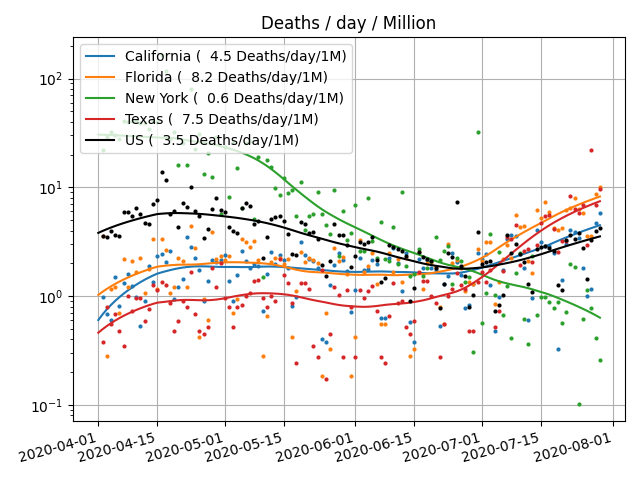 Deaths / day / Million
California (  4.5 Deaths/day/1M)
Florida (  8.2 Deaths/day/1M)
New York (  0.6 Deaths/day/1M)
Texas (  7.5 Deaths/day/1M)
US (  3.5 Deaths/day/1M)
10²
10¹
10⁰
10⁻¹
2020-04-01
2020-04-15
2020-05-01
2020-05-15
2020-06-01
2020-06-15
2020-07-01
2020-07-15
2020-08-01